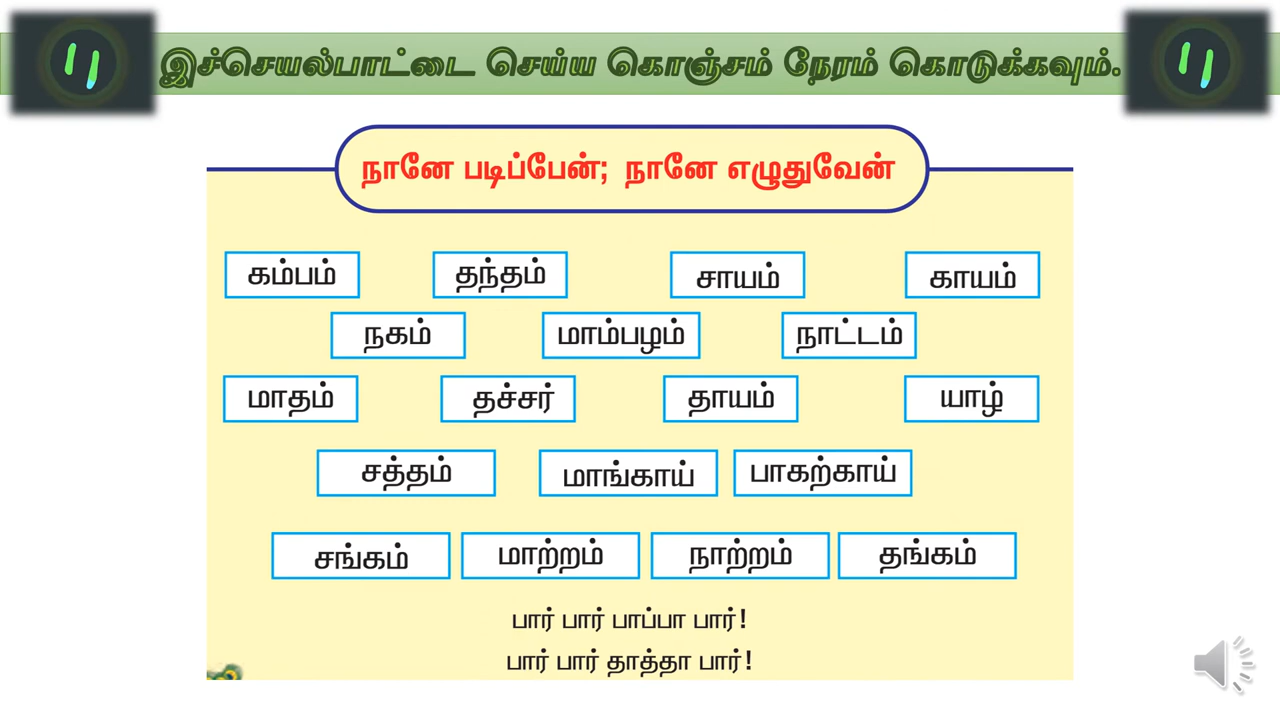 இச்செயல்பாட்டை செய்ய கொஞ்சம் நேரம் கொடுக்கவும்.
நானே படிப்பேன்; நானே எழுதுவேன்
கம்பம் தந்தம் சாயம் காயம்
நகம் மாம்பழம் நாட்டம்
மாதம் தச்சர் தாயம் யாழ்
சத்தம் மாங்காய் பாகற்காய்
சங்கம் மாற்றம் நாற்றம் தங்கம்
பார் பார் பாப்பா பார்!
பார் பார் தாத்தா பார்!